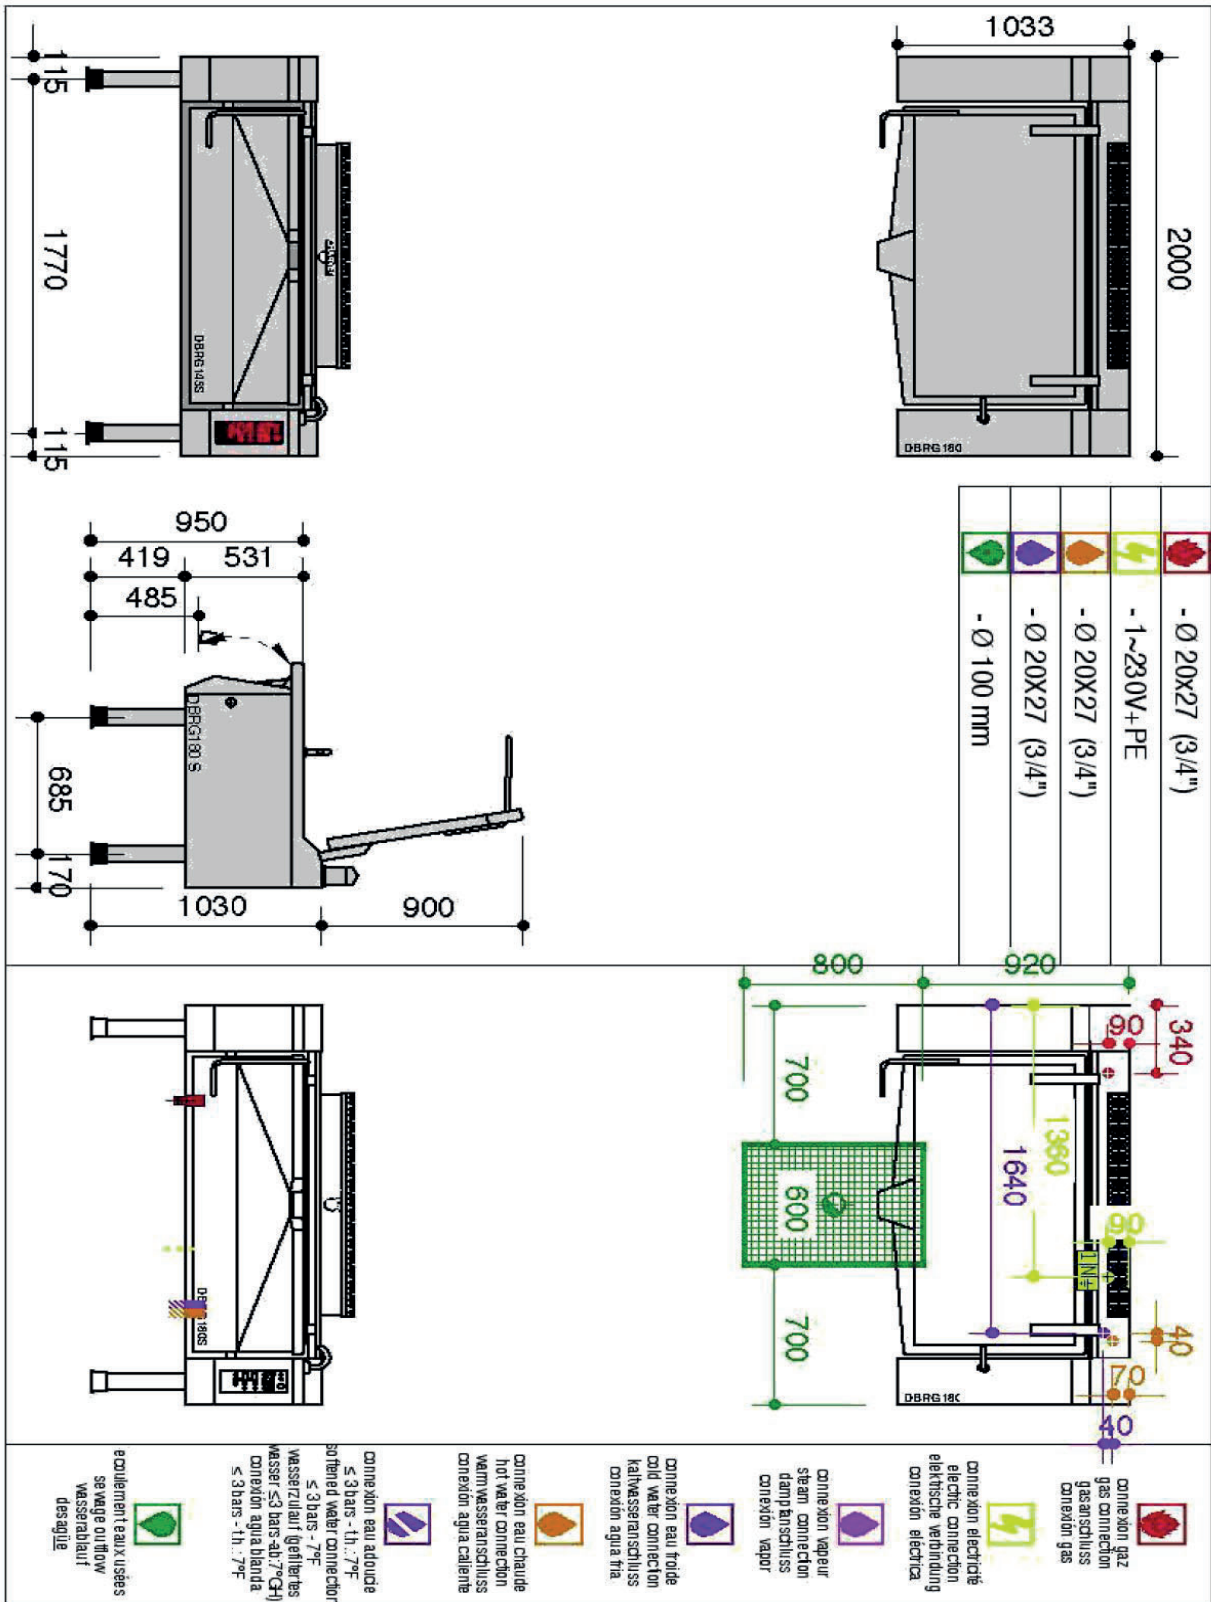 1033
2000
115
1770
115
DBRG145S
DBRG180
950
419
531
485
DBRG180 S
685
170
1030
900
- Ø 20x27 (3/4")
- 1~230V+PE
- Ø 20X27 (3/4")
- Ø 20X27 (3/4")
- Ø 100 mm
800
920
340
90
700
1360
1640
600
90
1N
700
40
70
40
DBRG180S
DBRG180
connexion gaz
gas connection
gasanschluss
conexión gas
connexion electricité
electric connection
elektrische verbindung
conexión eléctrica
connexion vapeur
steam connection
dampfanschluss
conexión vapor
connexion eau froide
cold water connection
kaltwasseranschluss
conexión agua fria
connexion eau chaude
hot water connection
warmwasseranschluss
conexión agua caliente
connexion eau adoucie
≤ 3 bars - t.h. : 7°F
softened water connection
≤ 3 bars - 7°F
wasserzulauf (gefiltertes
wasser ≤3 bars-ab:7°GH)
conexión agua blanda
≤ 3 bars - t.h. : 7°F
ecoulement eaux usées
sewage outflow
wasserablauf
desagüe